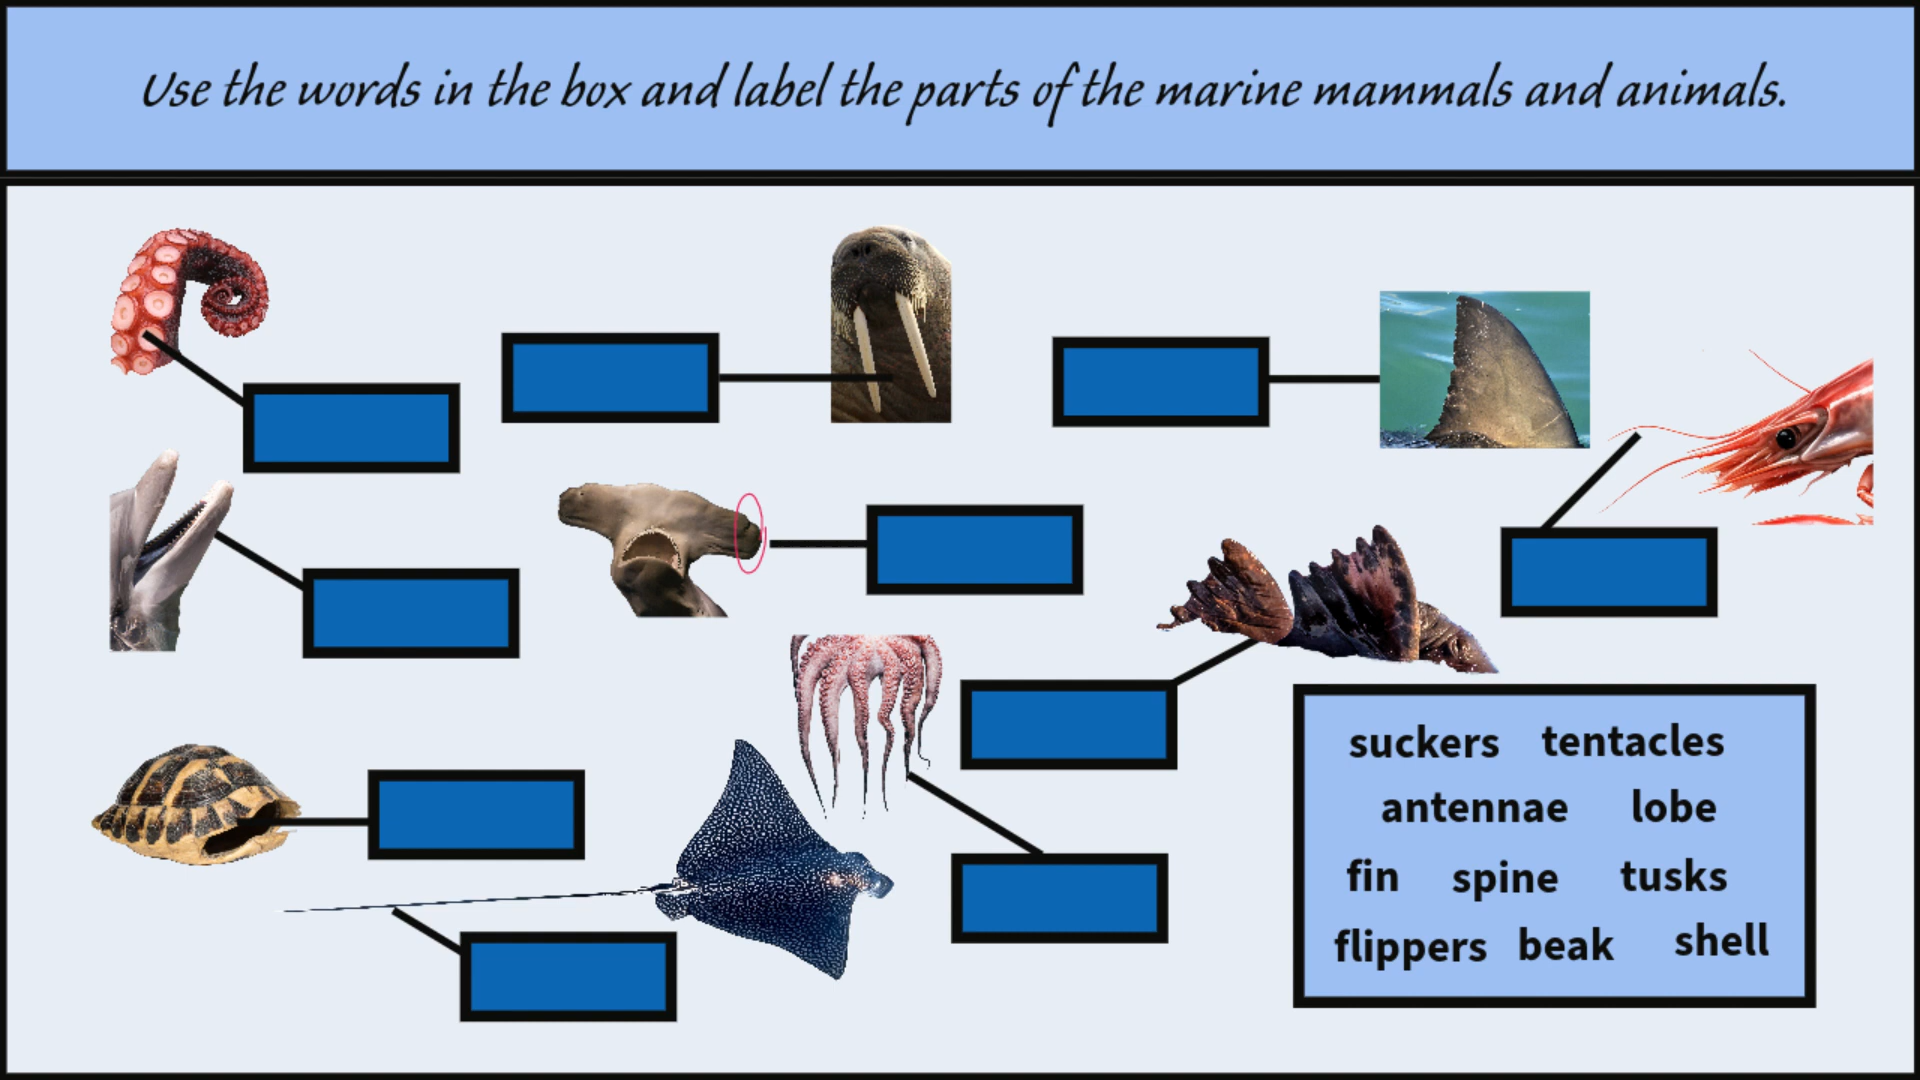 Use the words in the box and label the parts of the marine mammals and animals.
suckers tentacles
antennae lobe
fin spine tusks
flippers beak shell